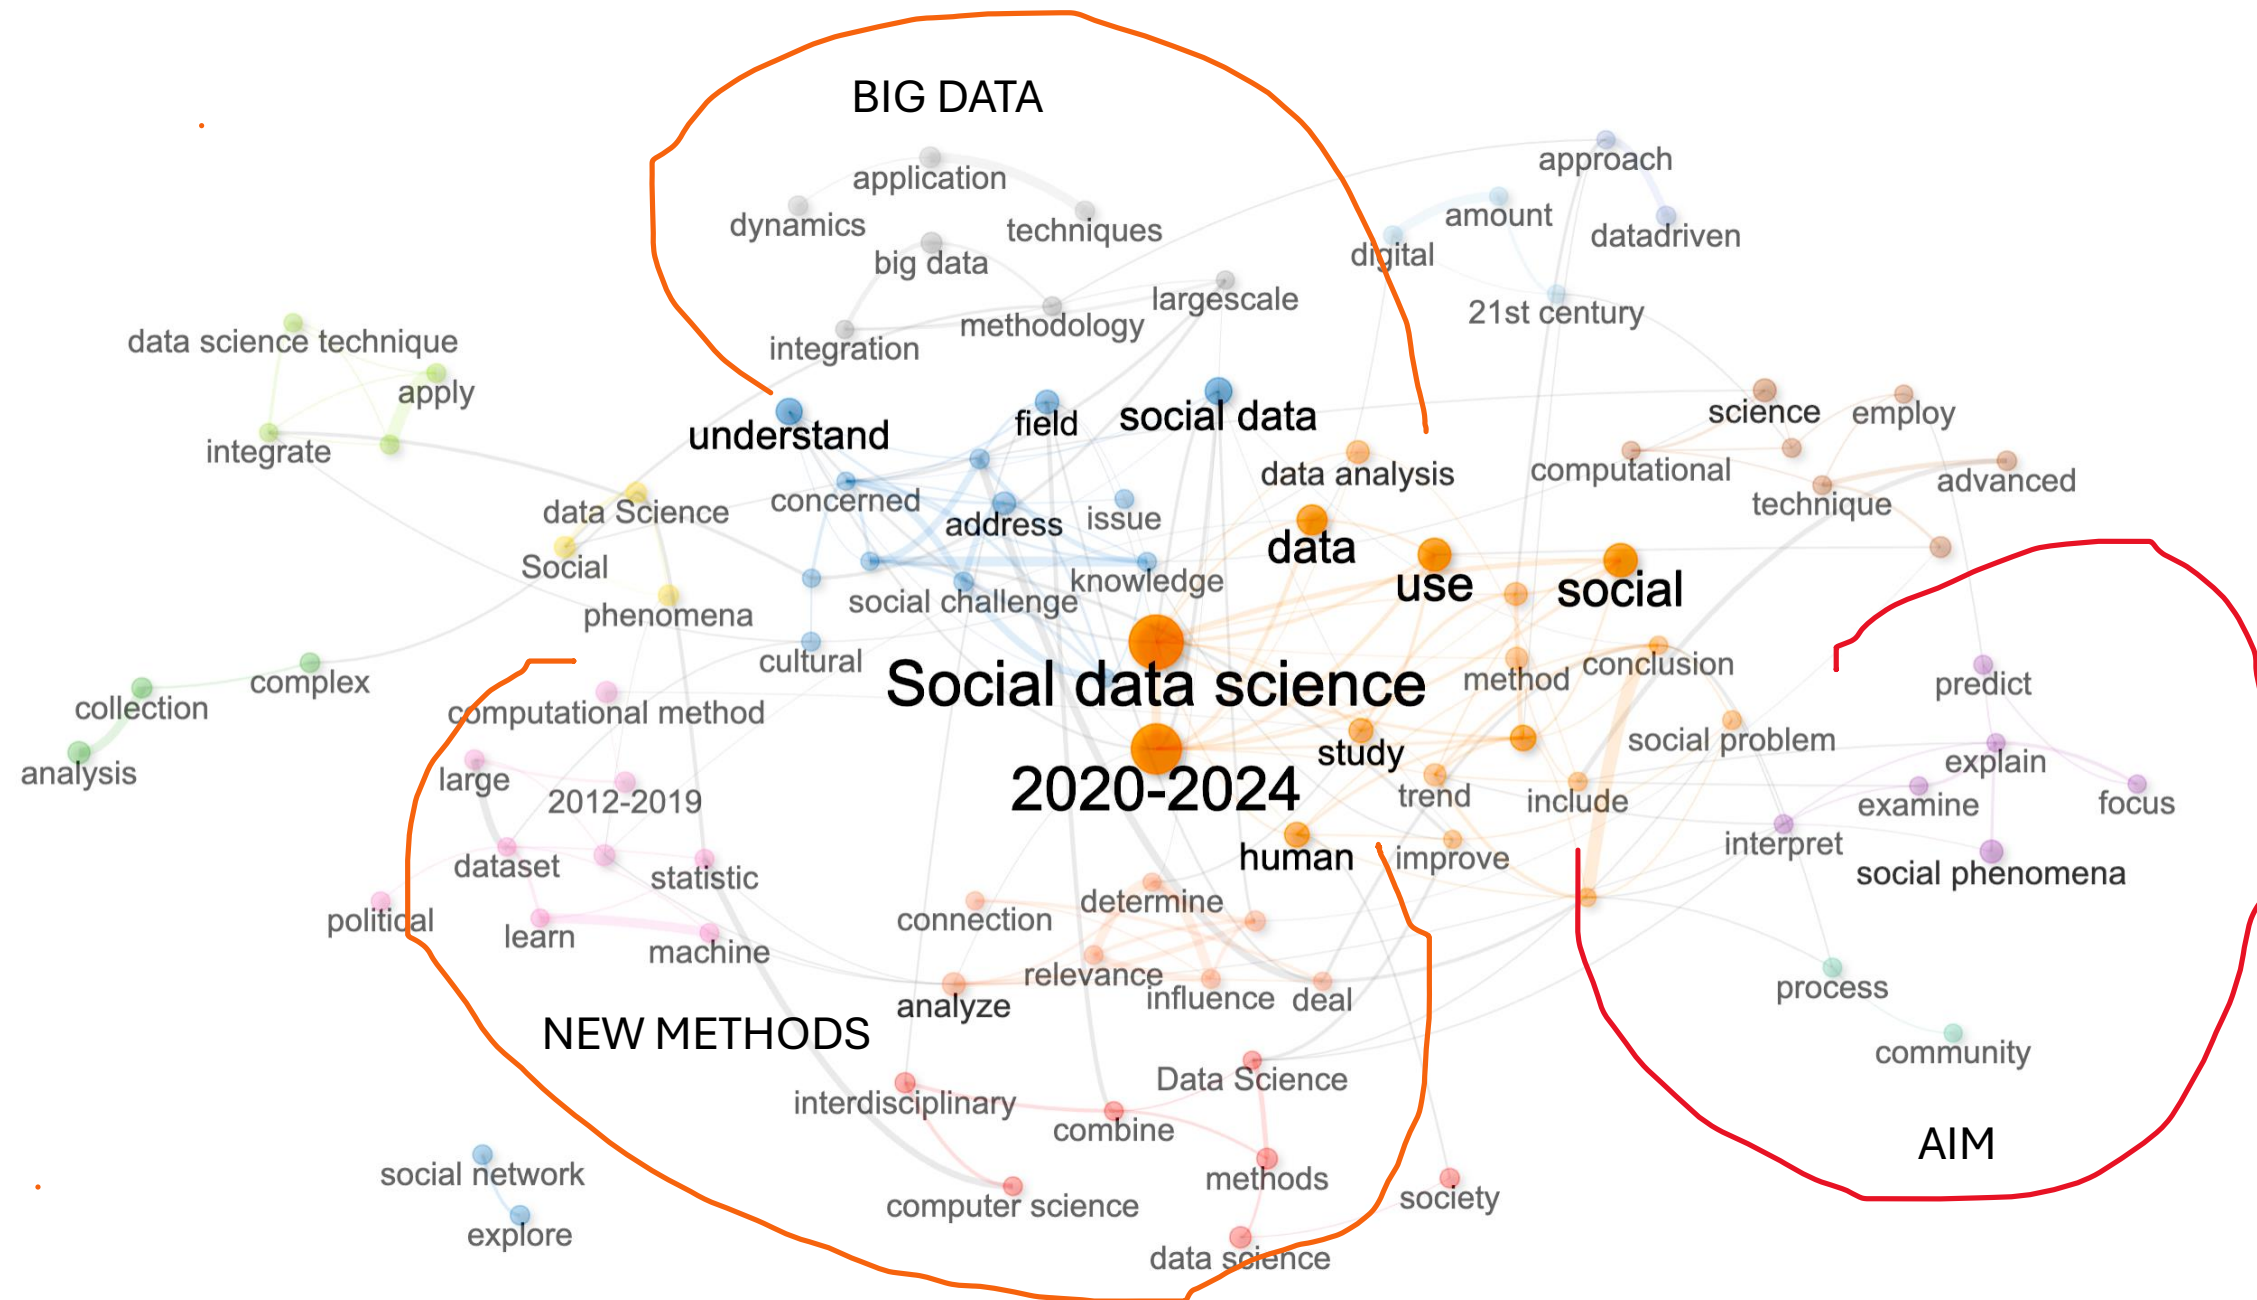 BIG DATA
application
dynamics
techniques
big data
largescale
methodology
integration
approach
amount
datadriven
digital
21st century
data science technique
apply
integrate
understand
field
social data
science
employ
data analysis
computational
advanced
technique
concerned
data Science
address
issue
data
use
social
Social
knowledge
social challenge
phenomena
cultural
complex
collection
analysis
Social data science
method
conclusion
predict
computational method
study
social problem
explain
large
2012-2019
2020-2024
trend
include
examine
focus
dataset
statistic
human
improve
interpret
social phenomena
political
learn
machine
connection
determine
relevance
influence
deal
analyze
process
NEW METHODS
community
Data Science
interdisciplinary
combine
AIM
social network
methods
society
computer science
explore
data science